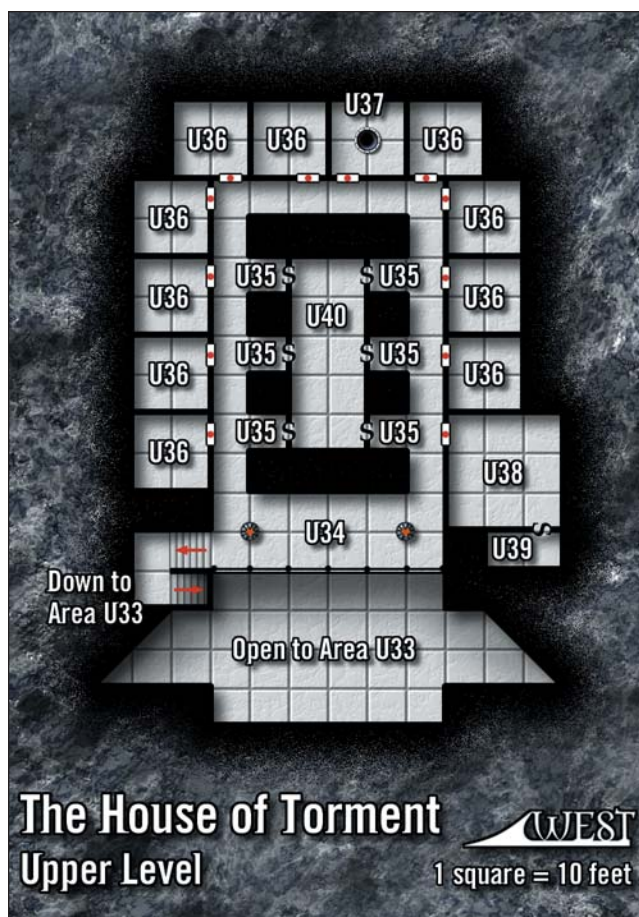 U37
U36 U36 U36
U36 U36
U35 U35
U36 S S U36
U40
U36 U35 S S U35 U36
U36 U35 S S U35
U38
U34 S
U39
Down to
Area U33
Open to Area U33
The House of Torment
Upper Level
WEST
1 square = 10 feet